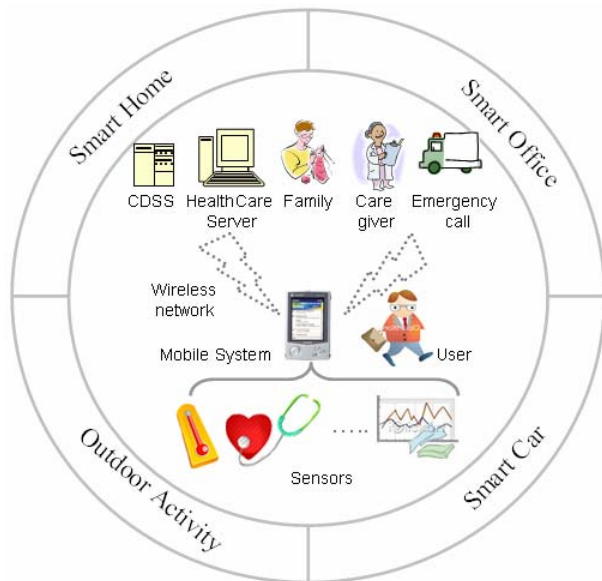 Smart Home
Smart Office
CDSS
HealthCare
Server
Family
Care
giver
Emergency
call
Wireless
network
Mobile System
User
.....
Sensors
Outdoor Activity
Smart Car